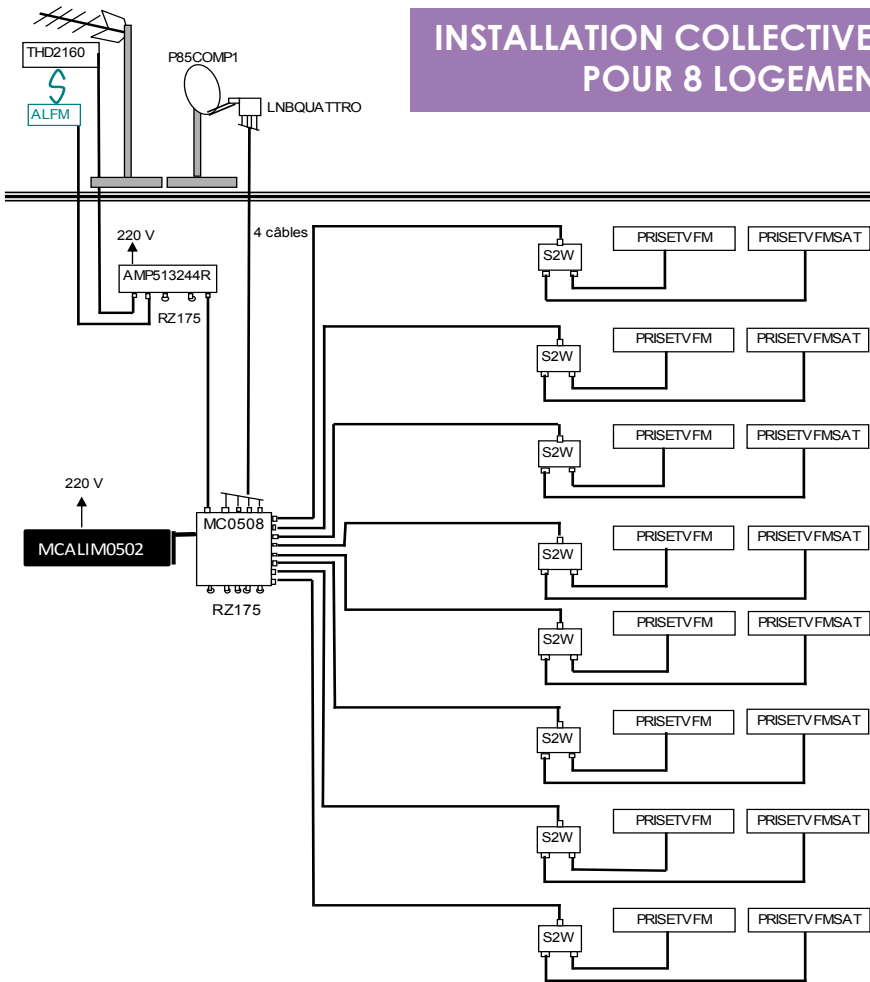 INSTALLATION COLLECTIVE
POUR 8 LOGEMEN
THD2160
ALFM
P85COMP1
LNBQUATTRO
4 câbles
220 V
AMP513244R
RZ175
220 V
MCALIM0502
MC0508
RZ175
S2W
PRISETVFM
PRISETVFMSAT
S2W
PRISETVFM
PRISETVFMSAT
S2W
PRISETVFM
PRISETVFMSAT
S2W
PRISETVFM
PRISETVFMSAT
S2W
PRISETVFM
PRISETVFMSAT
S2W
PRISETVFM
PRISETVFMSAT
S2W
PRISETVFM
PRISETVFMSAT
S2W
PRISETVFM
PRISETVFMSAT